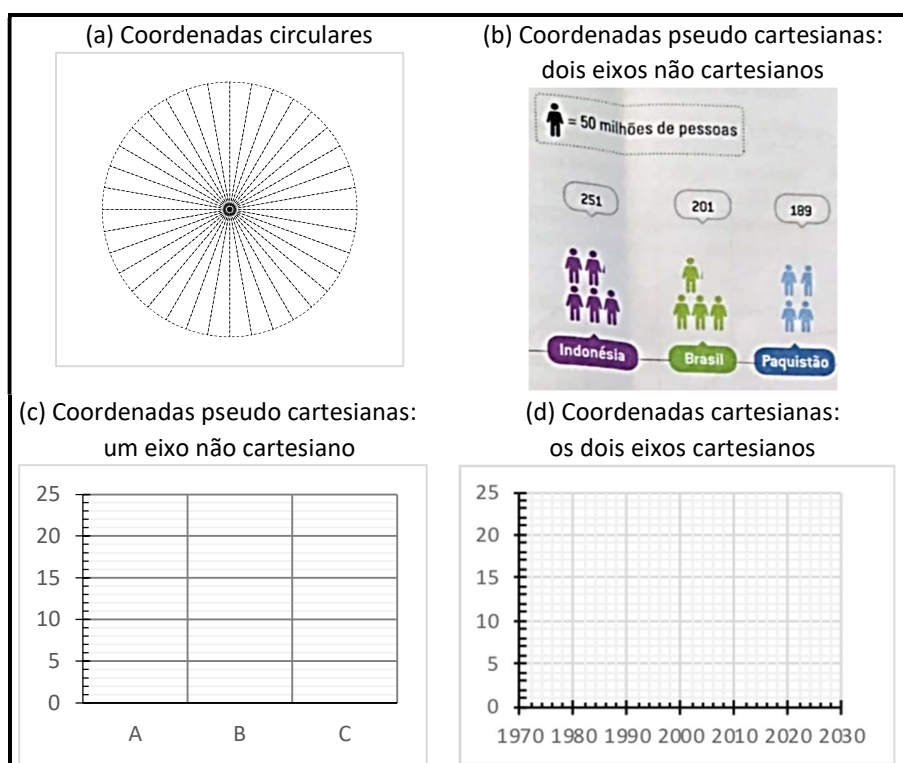 (a) Coordenadas circulares
(b) Coordenadas pseudo cartesianas:
dois eixos não cartesianos
= 50 milhões de pessoas
251
201
189
Indonésia
Brasil
Paquistão
(c) Coordenadas pseudo cartesianas:
um eixo não cartesiano
25
20
15
10
5
0
A B C
(d) Coordenadas cartesianas:
os dois eixos cartesianos
25
20
15
10
5
0
1970 1980 1990 2000 2010 2020 2030